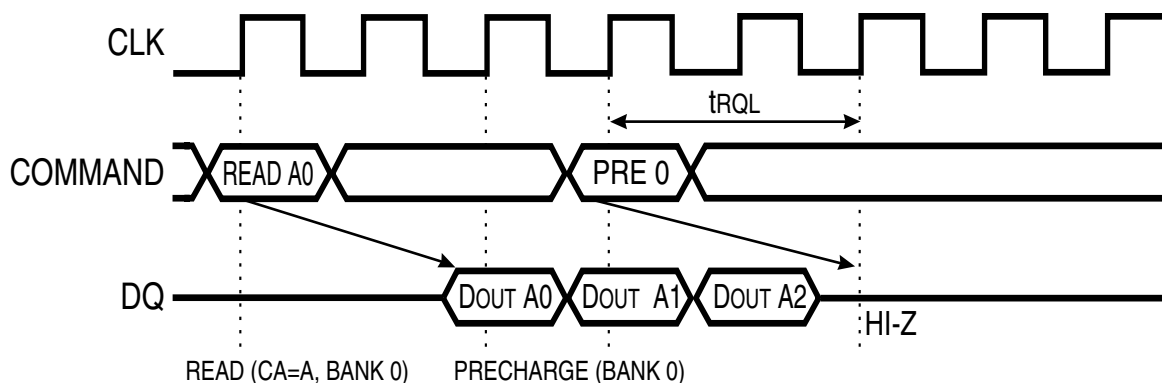 CLK
tRQL
COMMAND READ A0 PRE 0
DQ DOUT A0 DOUT A1 DOUT A2
HI-Z
READ (CA=A, BANK 0) PRECHARGE (BANK 0)